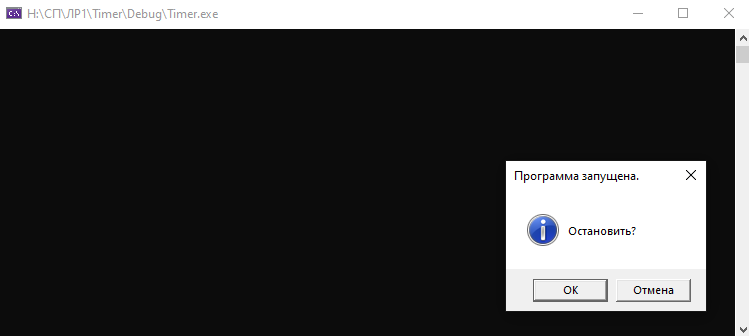 H:\СП\ЛР1\Timer\Debug\Timer.exe
Программа запущена.
Остановить?
ОК
Отмена